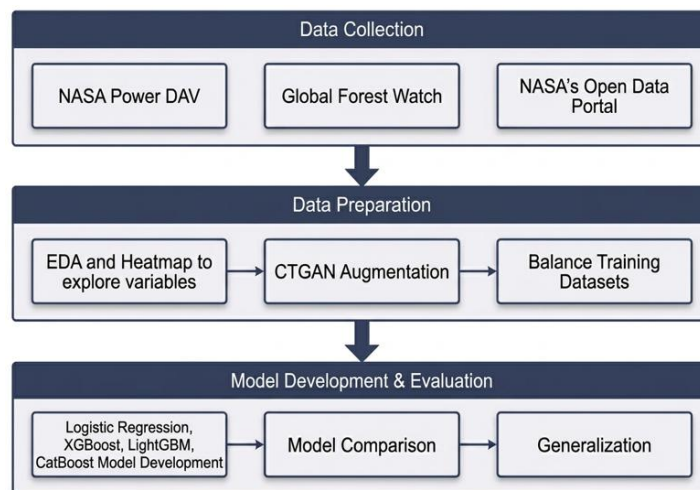 Data Collection
NASA Power DAV
Global Forest Watch
NASA's Open Data
Portal
Data Preparation
EDA and Heatmap to
explore variables
CTGAN Augmentation
Balance Training
Datasets
Model Development & Evaluation
Logistic Regression,
XGBoost, LightGBM,
CatBoost Model Development
Model Comparison
Generalization